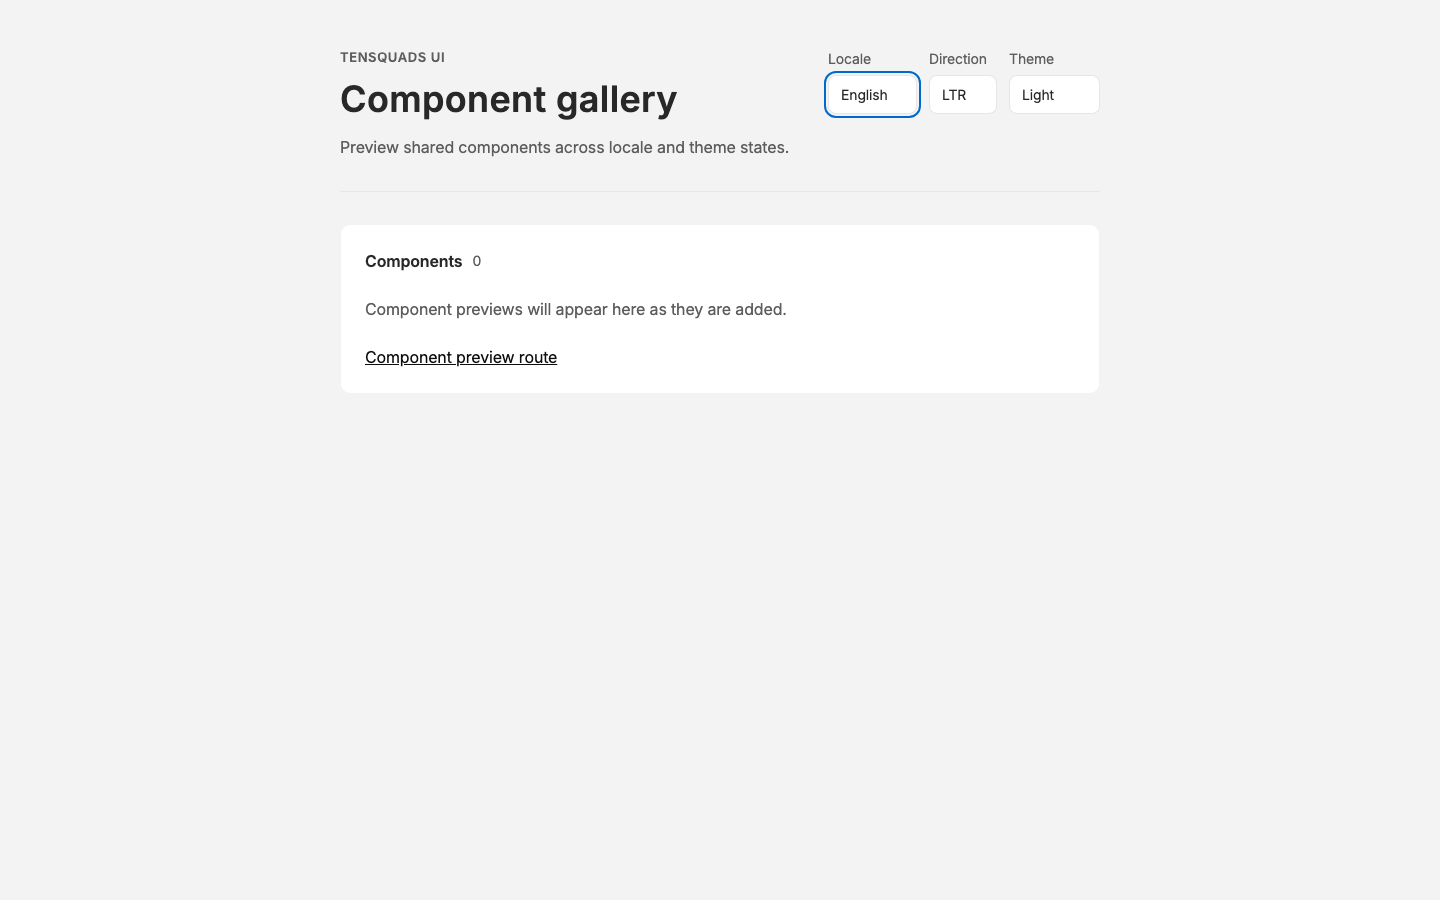 TENSQUADS UI
Component gallery
Preview shared components across locale and theme states.
Locale
English
Direction
LTR
Theme
Light
Components 0
Component previews will appear here as they are added.
Component preview route